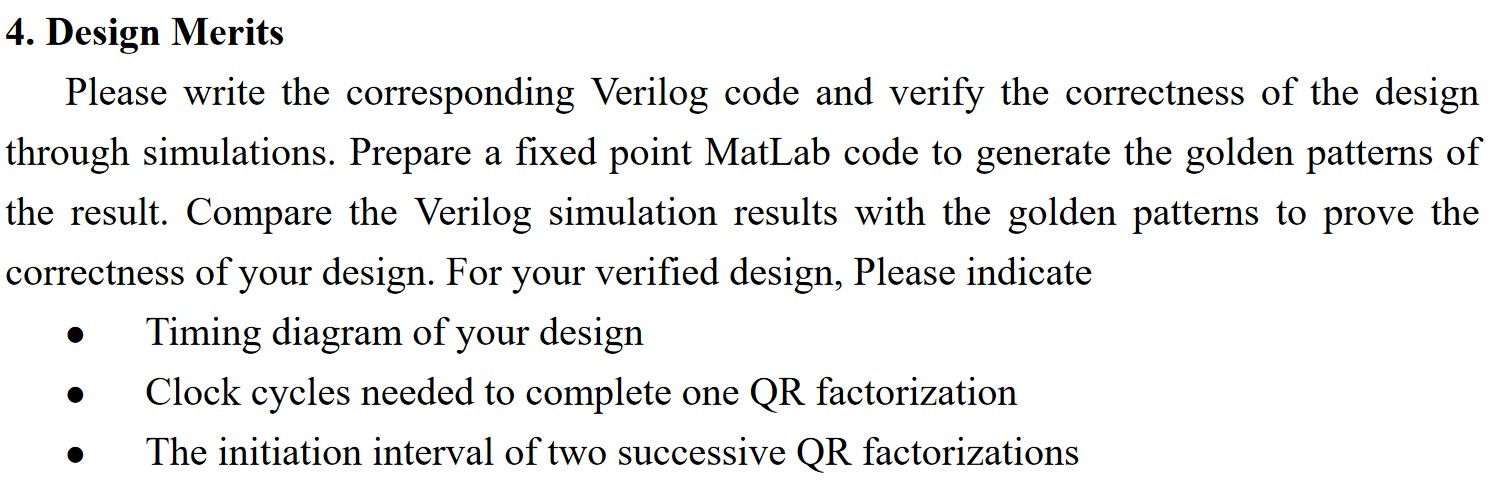 4. Design Merits
Please write the corresponding Verilog code and verify the correctness of the design
through simulations. Prepare a fixed point MatLab code to generate the golden patterns of
the result. Compare the Verilog simulation results with the golden patterns to prove the
correctness of your design. For your verified design, Please indicate
● Timing diagram of your design
● Clock cycles needed to complete one QR factorization
● The initiation interval of two successive QR factorizations